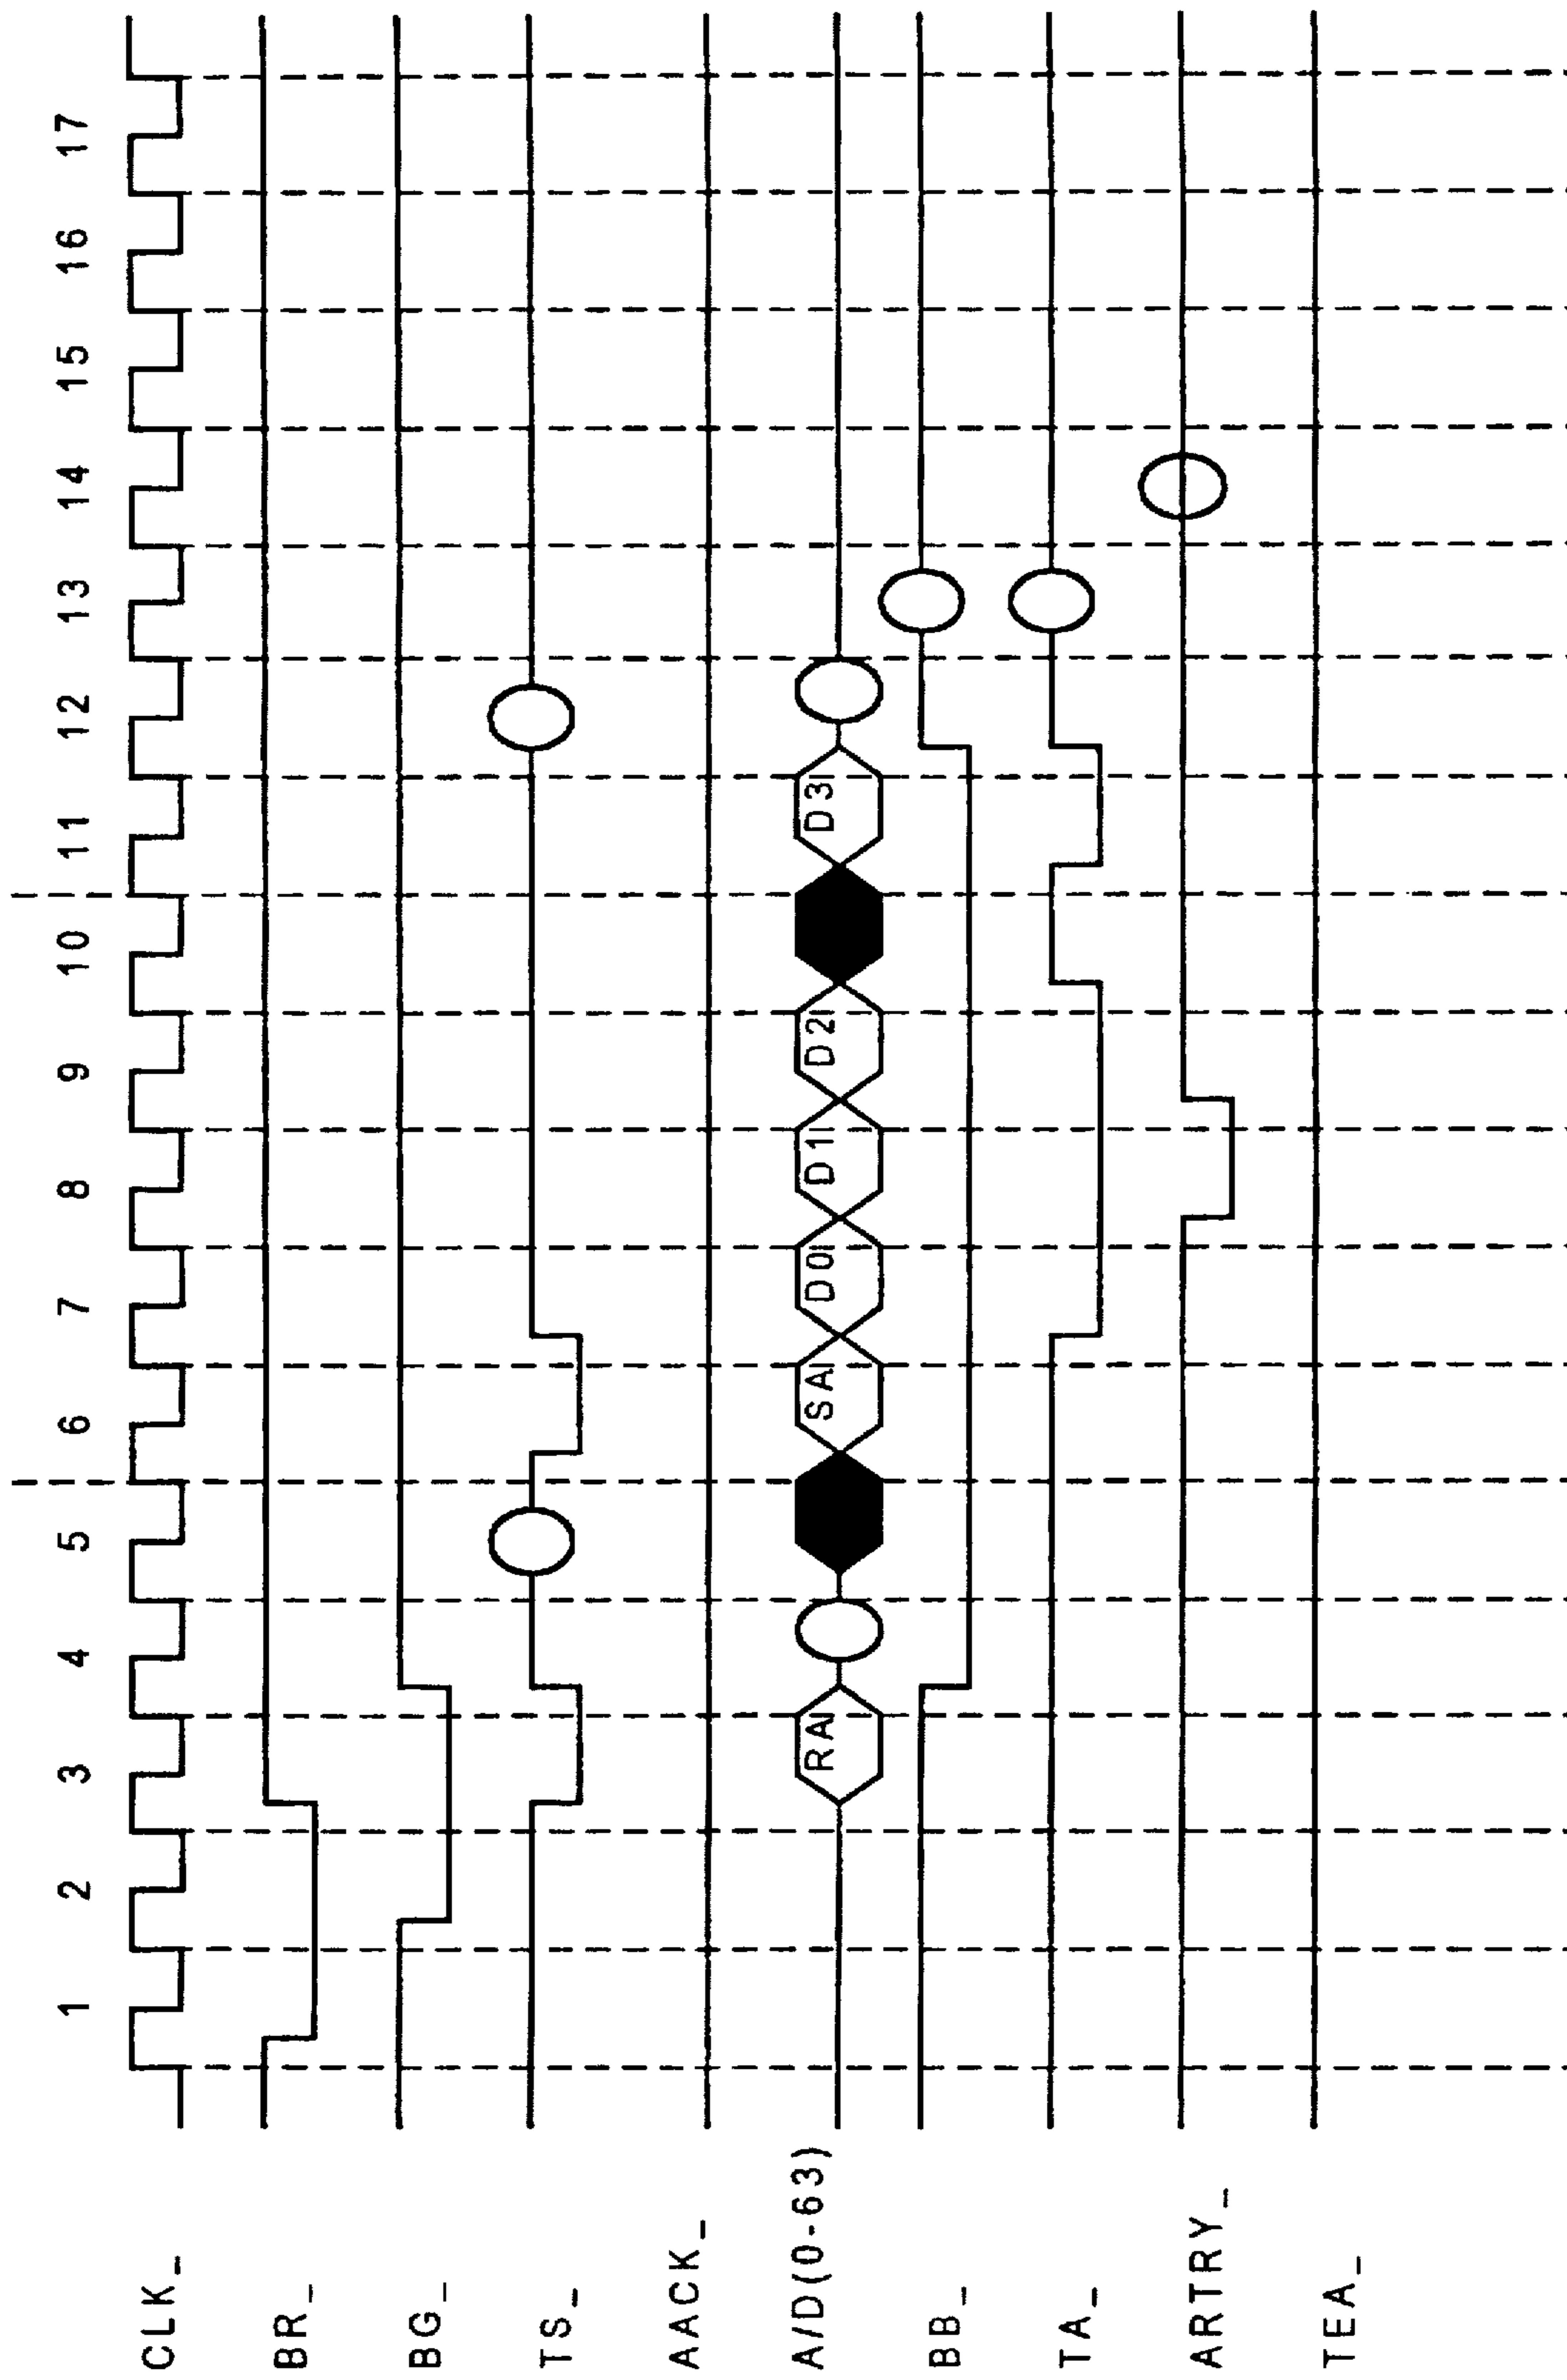 1 2 3 4 5 6 7 8 9 10 11 12 13 14 15 16 17
CLK_
BR_
BG_
TS_
AACK_
A/D(0-63) RA SA D0 D1 D2 D3
BB_
TA_
ARTRY_
TEA_